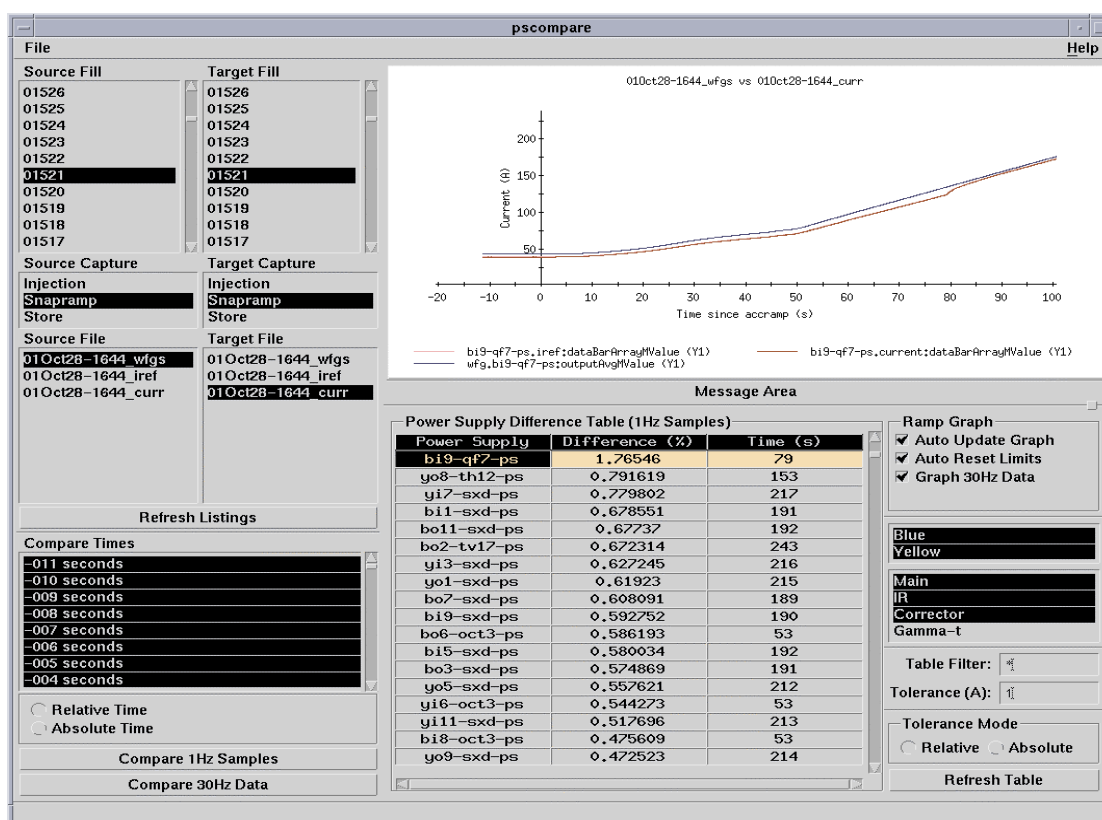 pscompare
File Help
Source Fill
01526
01525
01524
01523
01522
01521
01520
01519
01518
01517
Target Fill
01526
01525
01524
01523
01522
01521
01520
01519
01518
01517
Source Capture
Injection
Snapramp
Store
Target Capture
Injection
Snapramp
Store
Source File
01Oct28-1644_wfgs
01Oct28-1644_iref
01Oct28-1644_curr
Target File
01Oct28-1644_wfgs
01Oct28-1644_iref
01Oct28-1644_curr
Refresh Listings
Compare Times
-011 seconds
-010 seconds
-009 seconds
-008 seconds
-007 seconds
-006 seconds
-005 seconds
-004 seconds
Relative Time
Absolute Time
Compare 1Hz Samples
Compare 30Hz Data
01Oct28-1644_wfgs vs 01Oct28-1644_curr
Current (A)
200
150
100
50
-20 -10 0 10 20 30 40 50 60 70 80 90 100
Time since accramp (s)
bi9-qf7-ps.iref:dataBarArrayMValue (Y1) bi9-qf7-ps.current:dataBarArrayMValue (Y1)
wfg.bi9-qf7-ps:outputAvgMValue (Y1)
Message Area
Power Supply Difference Table (1Hz Samples)
Power Supply Difference (%) Time (s)
bi9-qf7-ps 1.76546 79
yo8-th12-ps 0.791619 153
yi7-sxd-ps 0.779802 217
bi1-sxd-ps 0.678551 191
bo11-sxd-ps 0.67737 192
bo2-tv17-ps 0.672314 243
yi3-sxd-ps 0.627245 216
yo1-sxd-ps 0.61923 215
bo7-sxd-ps 0.608091 189
bi9-sxd-ps 0.592752 190
bo6-oct3-ps 0.586193 53
bi5-sxd-ps 0.580034 192
bo3-sxd-ps 0.574869 191
yo5-sxd-ps 0.557621 212
yi6-oct3-ps 0.544273 53
yi11-sxd-ps 0.517696 213
bi8-oct3-ps 0.475609 53
yo9-sxd-ps 0.472523 214
Ramp Graph
Auto Update Graph
Auto Reset Limits
Graph 30Hz Data
Blue
Yellow
Main
IR
Corrector
Gamma-t
Table Filter: *
Tolerance (A): 1
Tolerance Mode
Relative Absolute
Refresh Table